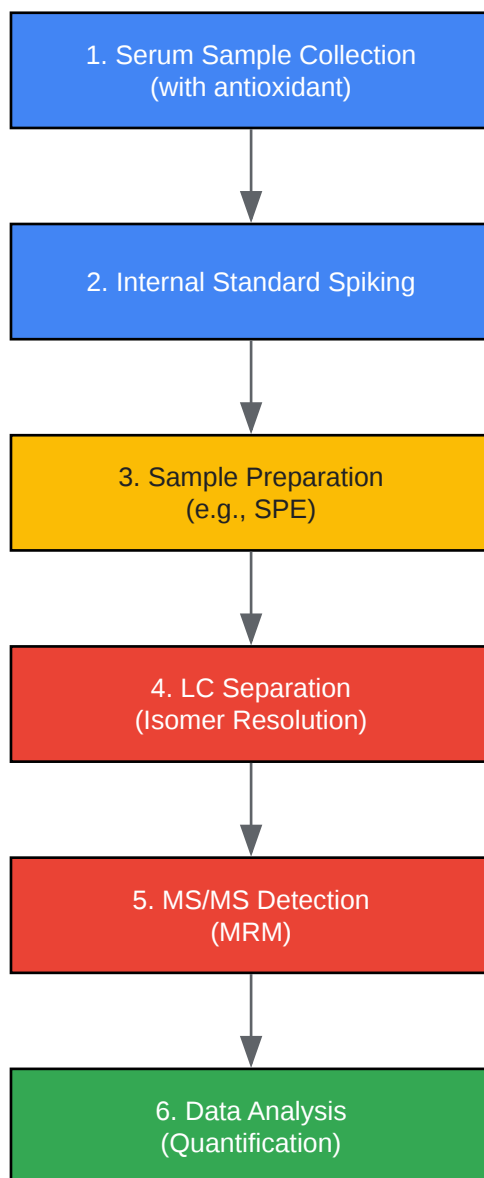 1. Serum Sample Collection
(with antioxidant)
2. Internal Standard Spiking
3. Sample Preparation
(e.g., SPE)
4. LC Separation
(Isomer Resolution)
5. MS/MS Detection
(MRM)
6. Data Analysis
(Quantification)